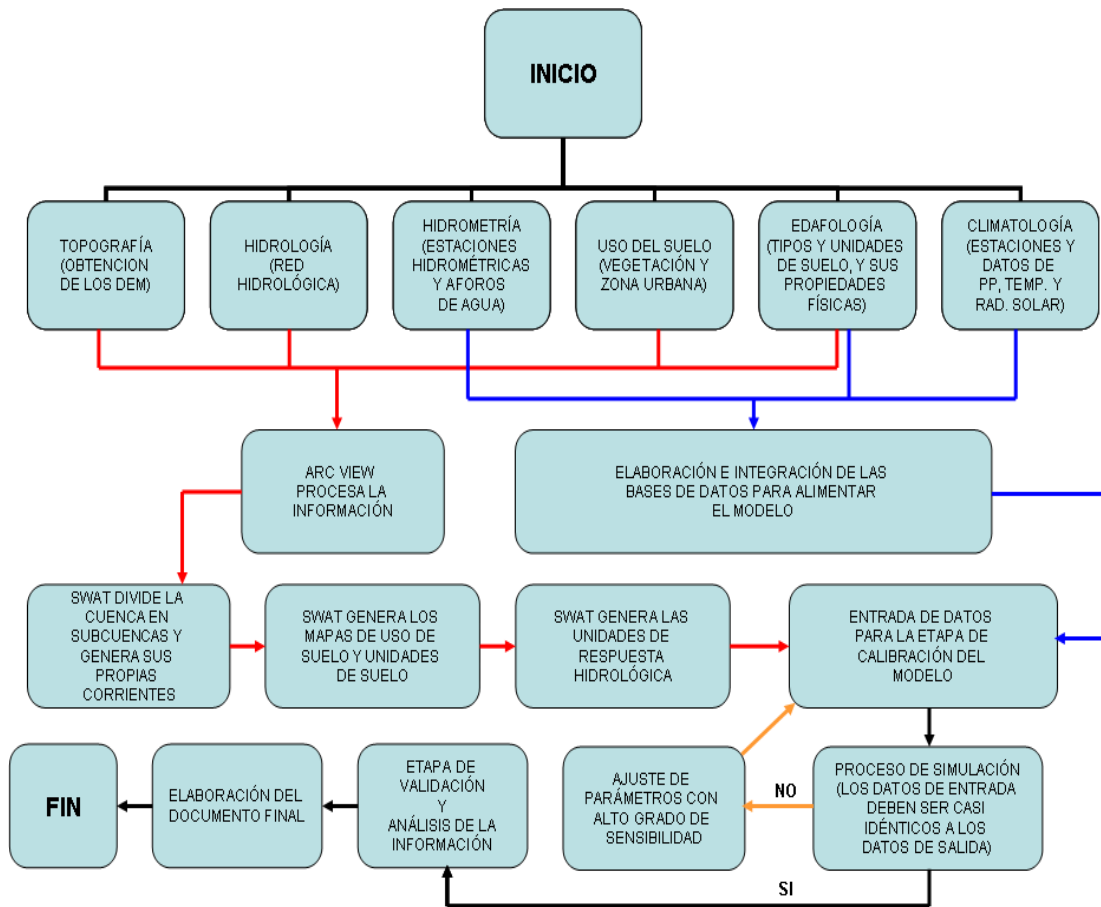 INICIO
TOPOGRAFÍA
(OBTENCION
DE LOS DEM)
HIDROLOGÍA
(RED
HIDROLÓGICA)
HIDROMETRÍA
(ESTACIONES
HIDROMÉTRICAS
Y AFOROS
DE AGUA)
USO DEL SUELO
(VEGETACIÓN Y
ZONA URBANA)
EDAFOLOGÍA
(TIPOS Y UNIDADES
DE SUELO, Y SUS
PROPIEDADES
FÍSICAS)
CLIMATOLOGÍA
(ESTACIONES Y
DATOS DE
PP, TEMP. Y
RAD. SOLAR)
ARC VIEW
PROCESA LA
INFORMACIÓN
ELABORACIÓN E INTEGRACIÓN DE LAS
BASES DE DATOS PARA ALIMENTAR
EL MODELO
SWAT DIVIDE LA
CUENCA EN
SUBCUENCAS Y
GENERA SUS
PROPIAS
CORRIENTES
SWAT GENERA LOS
MAPAS DE USO DE
SUELO Y UNIDADES
DE SUELO
SWAT GENERA LAS
UNIDADES DE
RESPUESTA
HIDROLÓGICA
ENTRADA DE DATOS
PARA LA ETAPA DE
CALIBRACIÓN DEL
MODELO
FIN
ELABORACIÓN DEL
DOCUMENTO FINAL
ETAPA DE
VALIDACIÓN
Y
ANÁLISIS DE LA
INFORMACIÓN
AJUSTE DE
PARÁMETROS CON
ALTO GRADO DE
SENSIBILIDAD
NO
PROCESO DE SIMULACIÓN
(LOS DATOS DE ENTRADA
DEBEN SER CASI
IDÉNTICOS A LOS
DATOS DE SALIDA)
SI